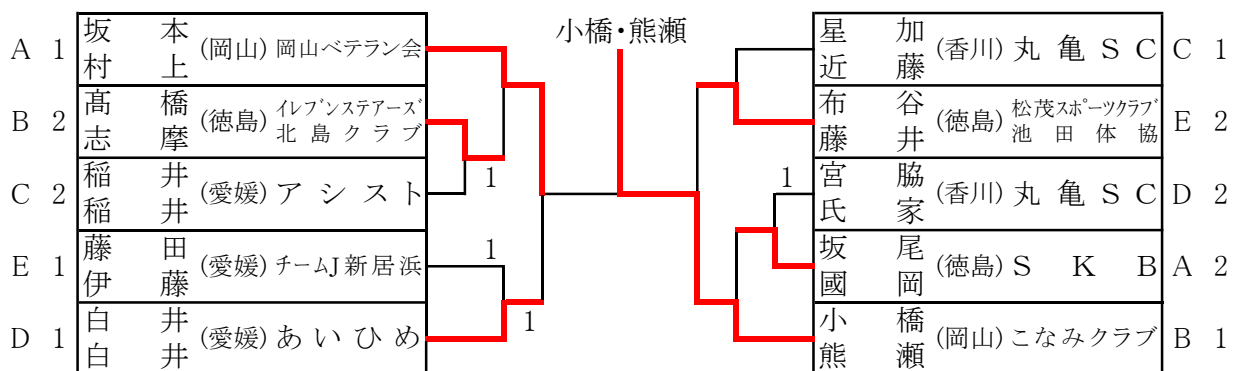 小橋・熊瀬
A 1 坂本 村上 (岡山) 岡山ベテラン会
B 2 髙橋 志摩 (徳島) イレブンステアーズ 北島クラブ
C 2 稲井 稲井 (愛媛) アシスト
E 1 藤田 伊藤 (愛媛) チームJ新居浜
D 1 白井 白井 (愛媛) あいひめ
1
1
1
星加 近藤 (香川) 丸亀SC C 1
布谷 藤井 (徳島) 松茂スポーツクラブ 池田体協 E 2
1
宮脇 氏家 (香川) 丸亀SC D 2
坂尾 國岡 (徳島) SKB A 2
小橋 熊瀬 (岡山) こなみクラブ B 1